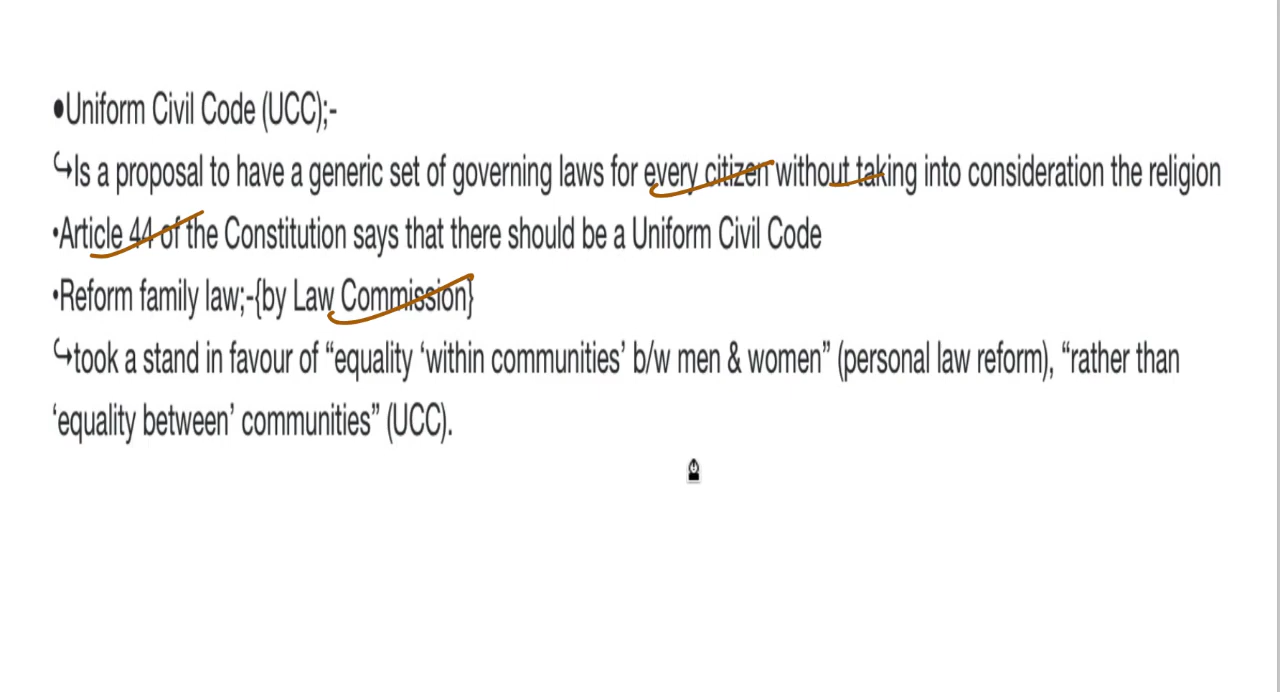 ●Uniform Civil Code (UCC);-
↪Is a proposal to have a generic set of governing laws for every citizen without taking into consideration the religion
•Article 44 of the Constitution says that there should be a Uniform Civil Code
•Reform family law;-{by Law Commission}
↪took a stand in favour of “equality ‘within communities’ b/w men & women” (personal law reform), “rather than
‘equality between’ communities” (UCC).